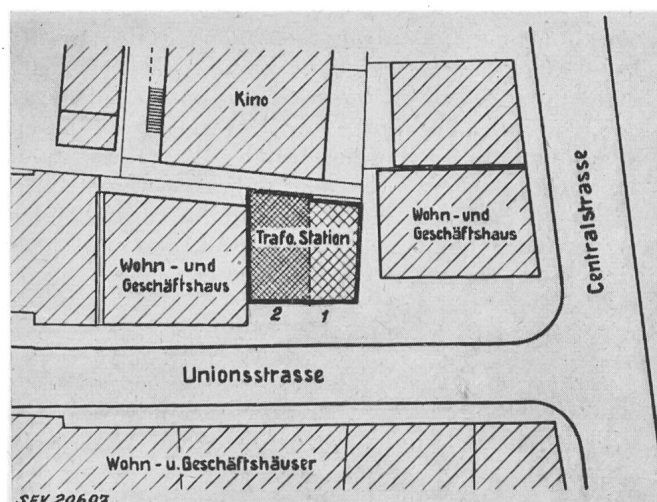 Kino
Trafo. Station
Wohn- und
Geschäftshaus
Wohn- und
Geschäftshaus
2 1
Centralstrasse
Unionsstrasse
Wohn- u. Geschäftshäuser
SEV 20607